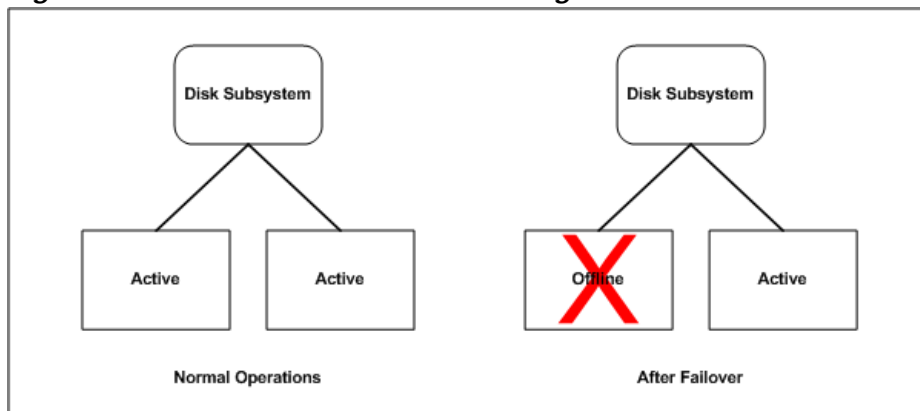 Disk Subsystem
Active
Active
Normal Operations
Disk Subsystem
Offline
Active
After Failover